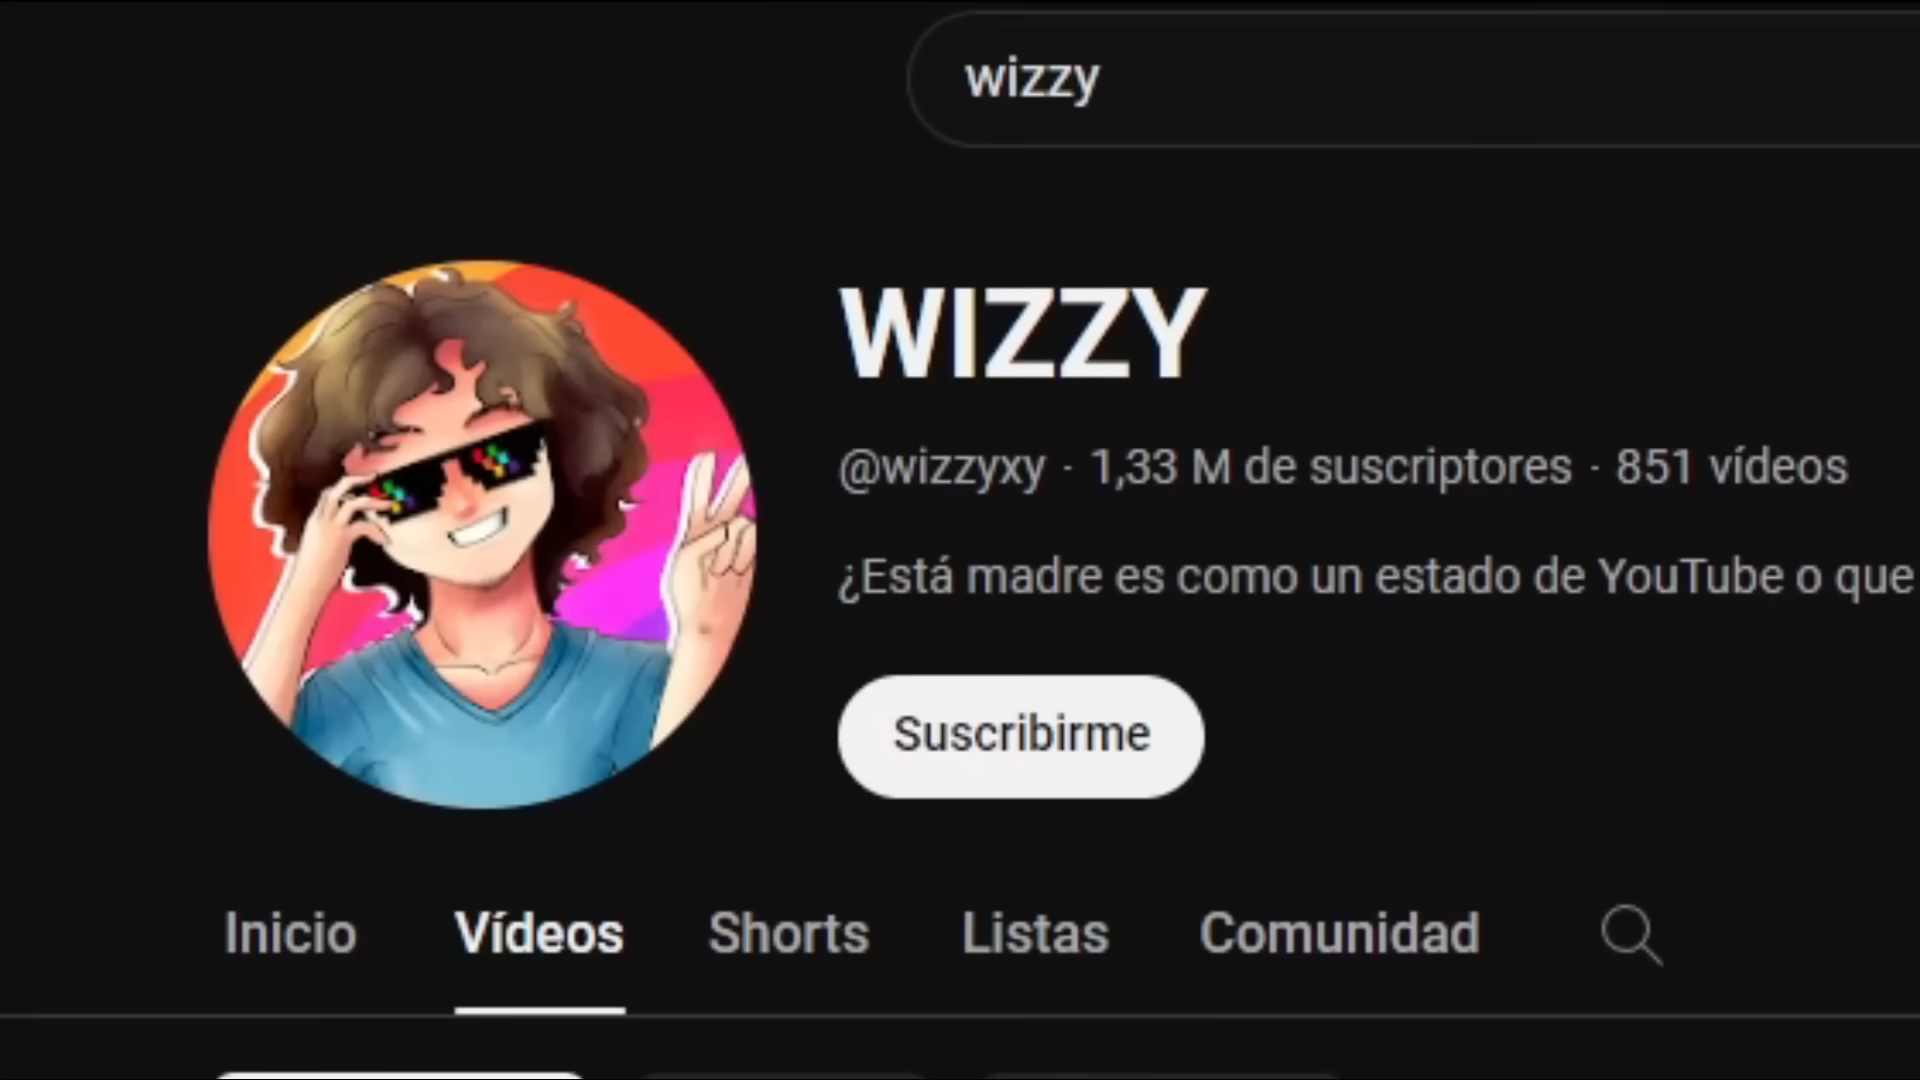 wizzy
WIZZY
@wizzyxy · 1,33 M de suscriptores · 851 vídeos
¿Está madre es como un estado de YouTube o que
Suscribirme
Inicio Vídeos Shorts Listas Comunidad